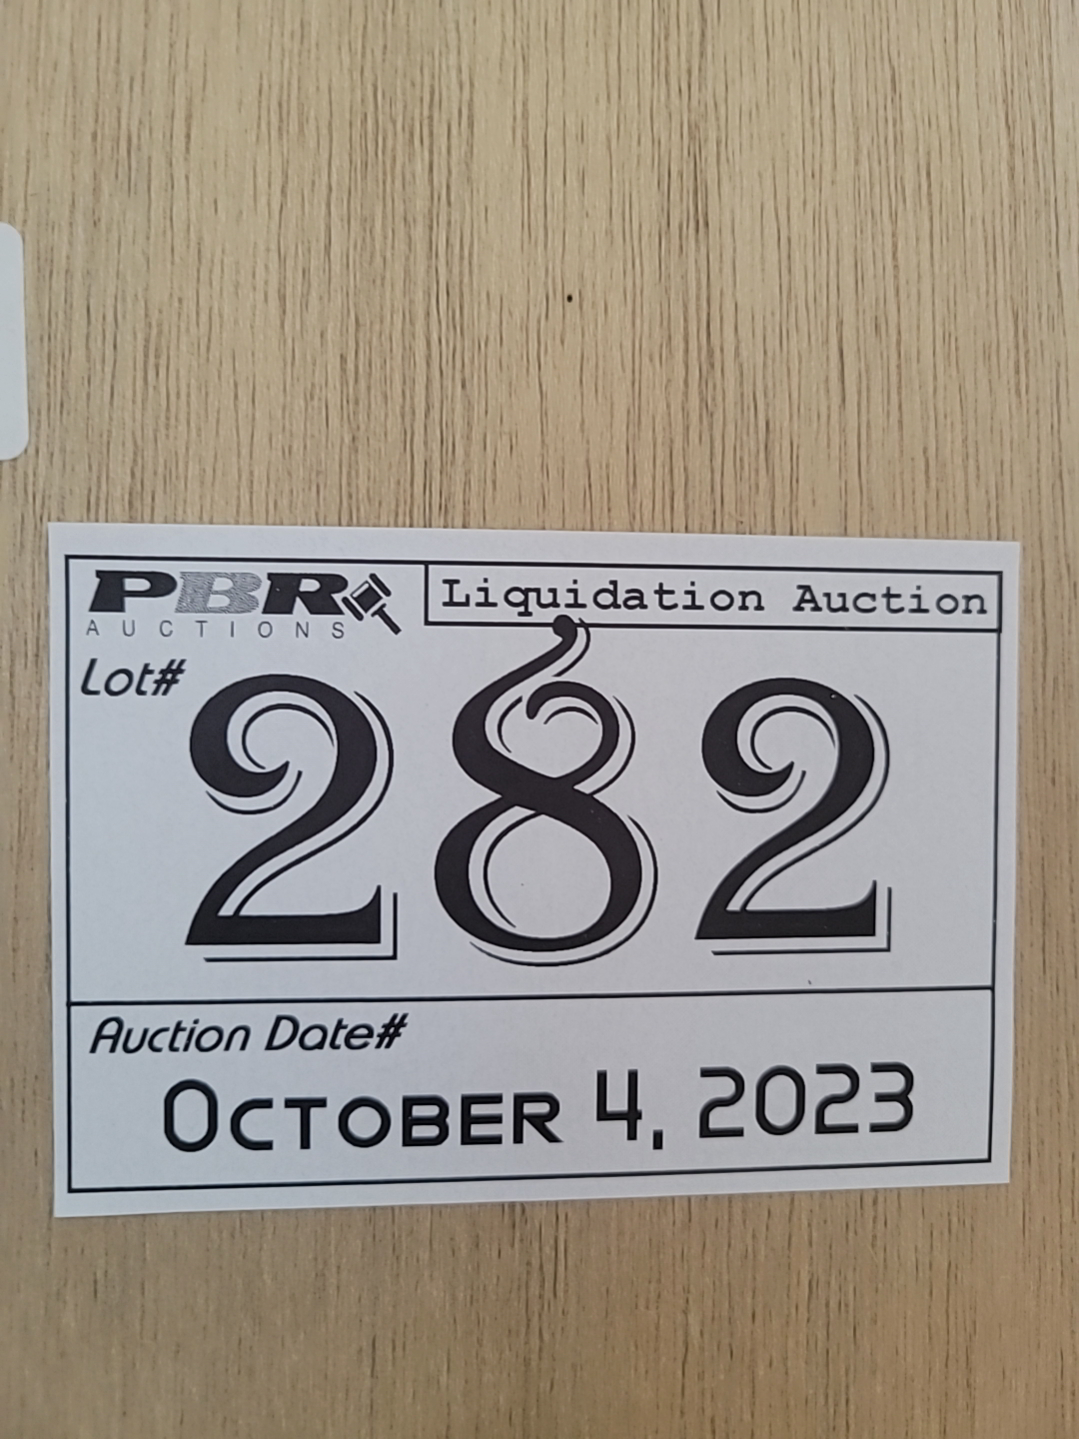 PBR
AUCTIONS
Liquidation Auction
Lot#
282
Auction Date#
October 4, 2023